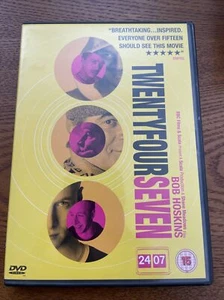 "BREATHTAKING...INSPIRED.
EVERYONE OVER FIFTEEN
SHOULD SEE THIS MOVIE
TWENTYFOURSEVEN
BOB HOSKINS
24 07
15
DVD